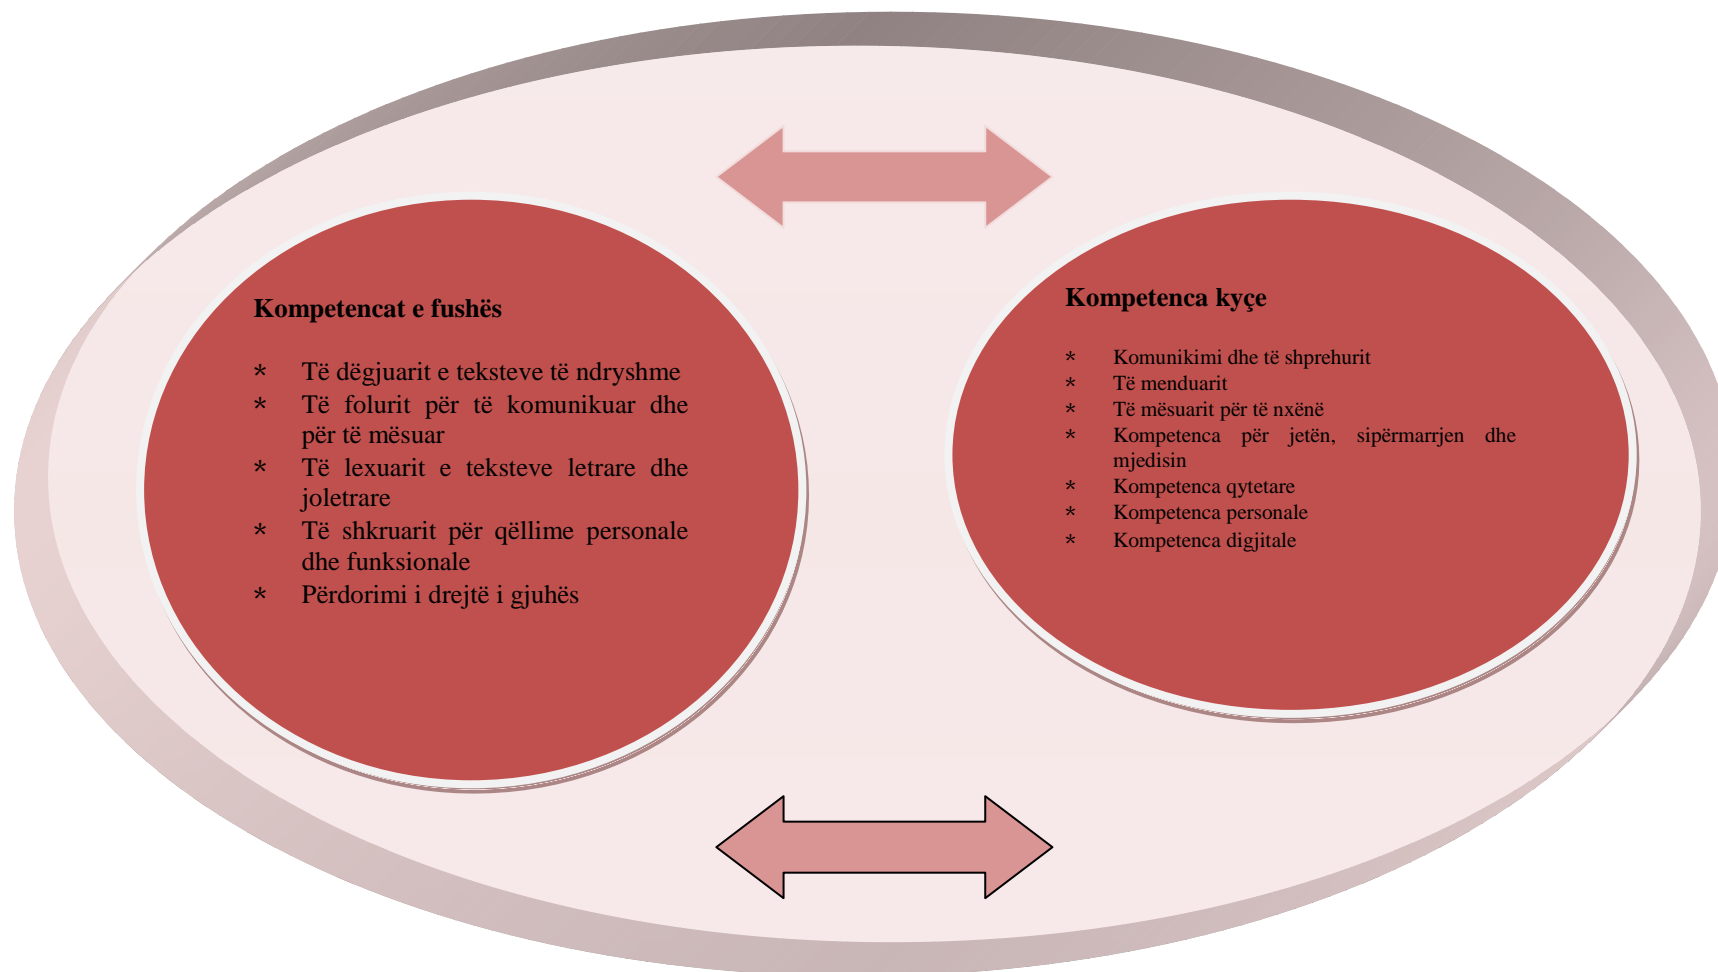 Kompetencat e fushës
* Të dëgjuarit e teksteve të ndryshme
* Të folurit për të komunikuar dhe
për të mësuar
* Të lexuarit e teksteve letrare dhe
joletrare
* Të shkruarit për qëllime personale
dhe funksionale
* Përdorimi i drejtë i gjuhës
Kompetenca kyçe
* Komunikimi dhe të shprehurit
* Të menduarit
* Të mësuarit për të nxënë
* Kompetenca për jetën, sipërmarrjen dhe
mjedisin
* Kompetenca qytetare
* Kompetenca personale
* Kompetenca digjitale